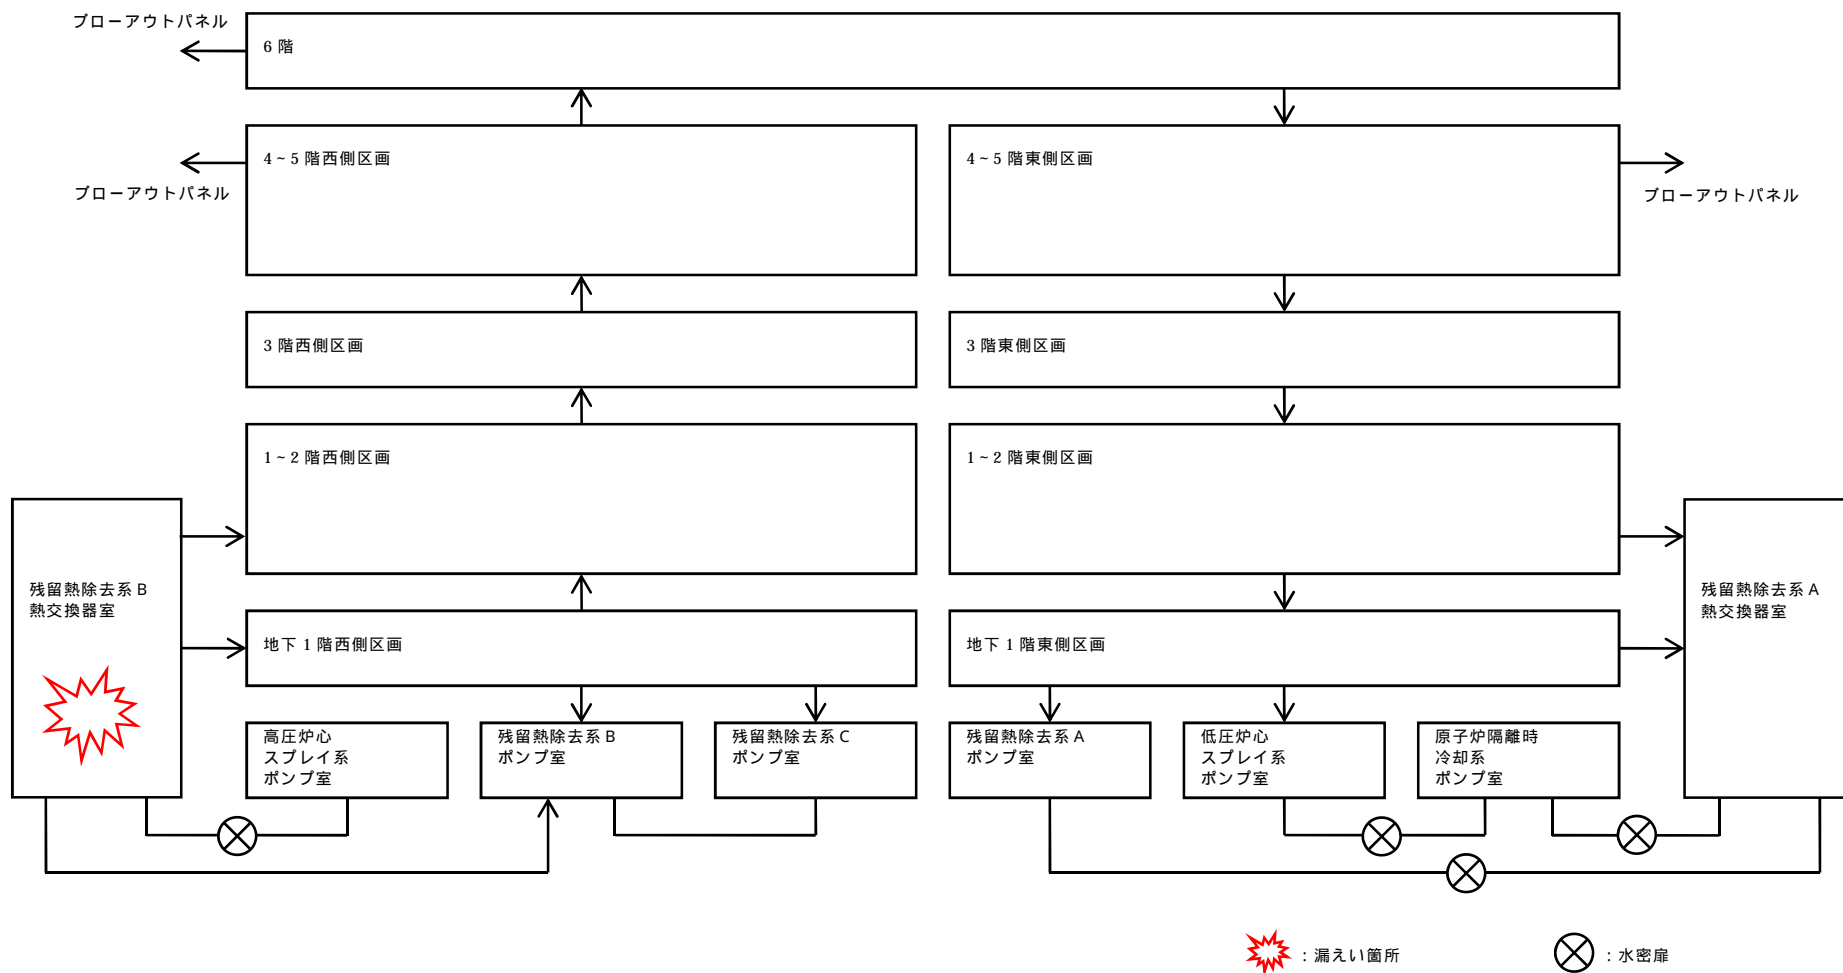 ブローアウトパネル
6 階
4 ~ 5 階西側区画
4 ~ 5 階東側区画
ブローアウトパネル
ブローアウトパネル
3 階西側区画
3 階東側区画
1 ~ 2 階西側区画
1 ~ 2 階東側区画
残留熱除去系 B
熱交換器室
残留熱除去系 A
熱交換器室
地下 1 階西側区画
地下 1 階東側区画
高圧炉心
スプレイ系
ポンプ室
残留熱除去系 B
ポンプ室
残留熱除去系 C
ポンプ室
残留熱除去系 A
ポンプ室
低圧炉心
スプレイ系
ポンプ室
原子炉隔離時
冷却系
ポンプ室
:漏えい箇所
:水密扉